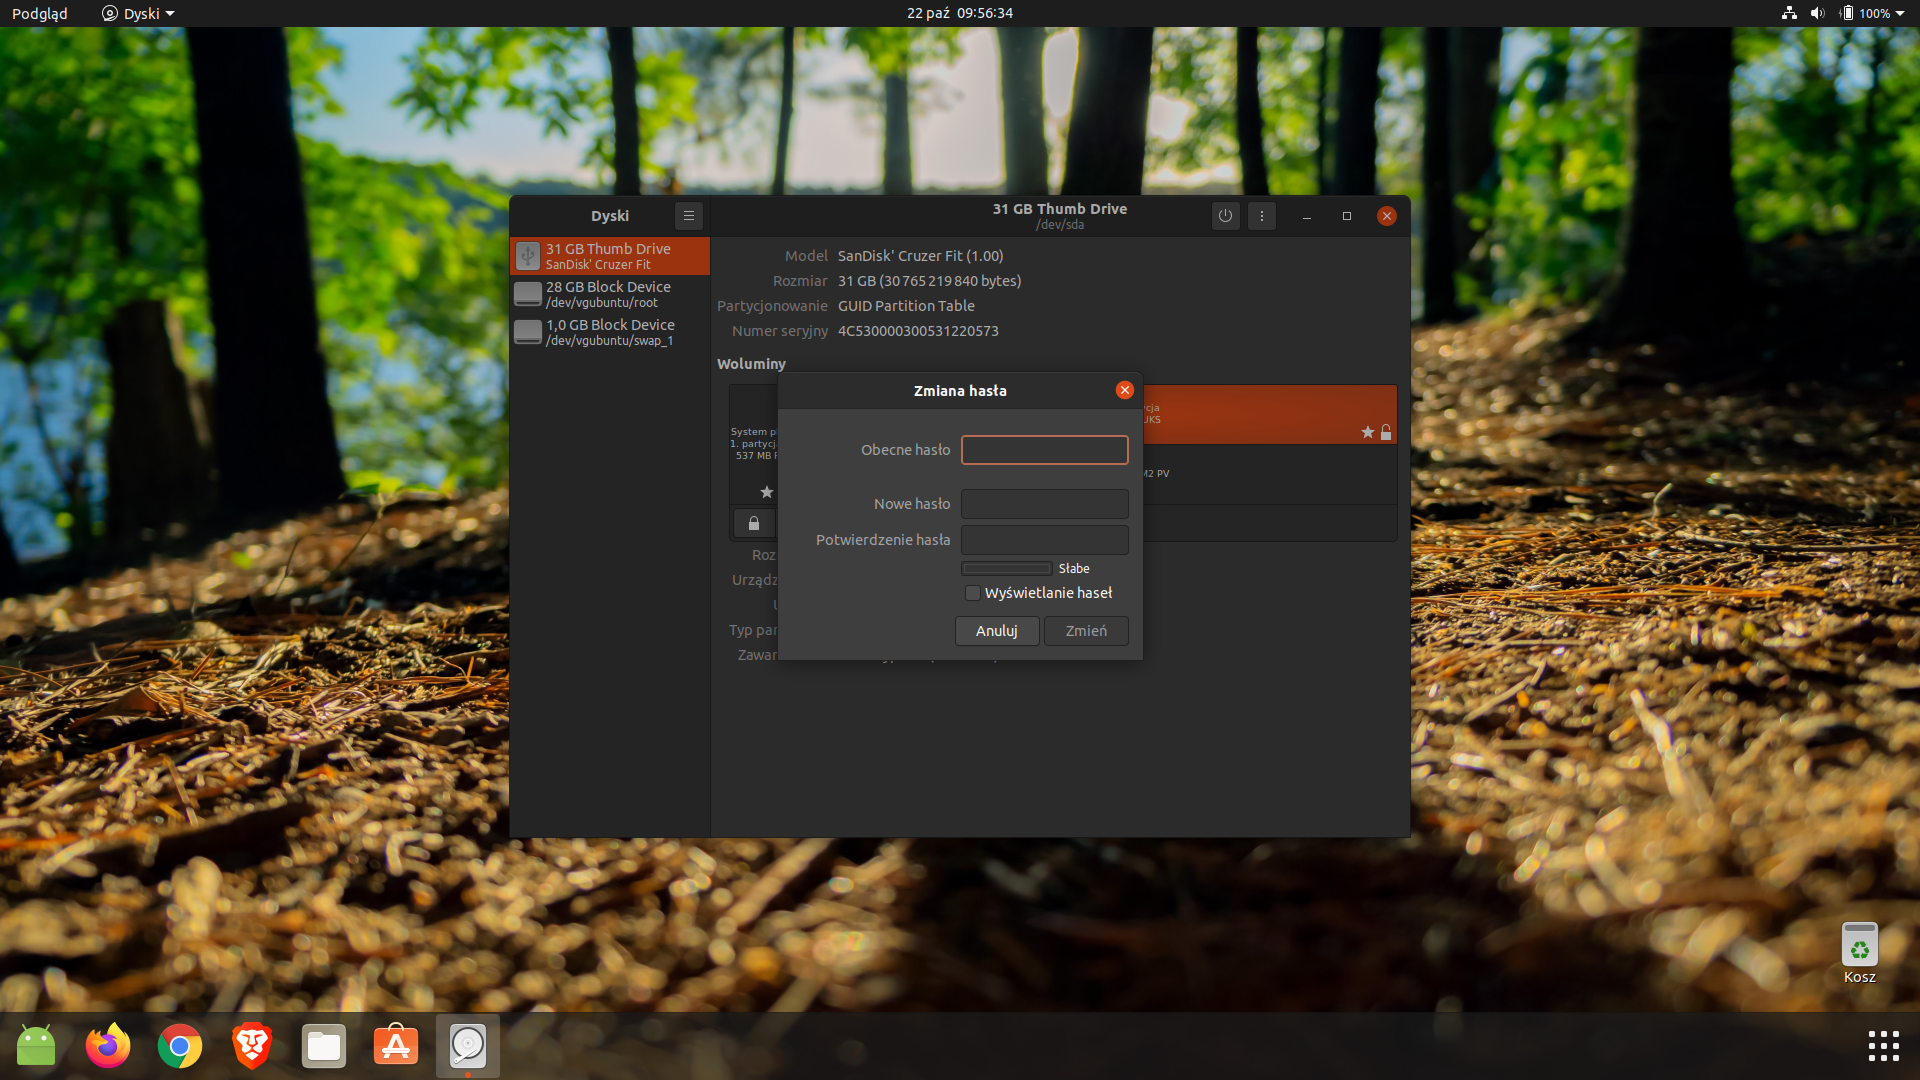 Podgląd
Dyski
22 paź 09:56:34
100%
Dyski
31 GB Thumb Drive
/dev/sda
31 GB Thumb Drive
SanDisk' Cruzer Fit
28 GB Block Device
/dev/vgubuntu/root
1,0 GB Block Device
/dev/vgubuntu/swap_1
Model SanDisk' Cruzer Fit (1.00)
Rozmiar 31 GB (30 765 219 840 bytes)
Partycjonowanie GUID Partition Table
Numer seryjny 4C530000300531220573
Woluminy
System p
1. partycj
537 MB F
cja
UKS
M2 PV
Roz
Urządz
Typ par
Zawar
Zmiana hasła
Obecne hasło
Nowe hasło
Potwierdzenie hasła
Słabe
Wyświetlanie haseł
Anuluj
Zmień
Kosz